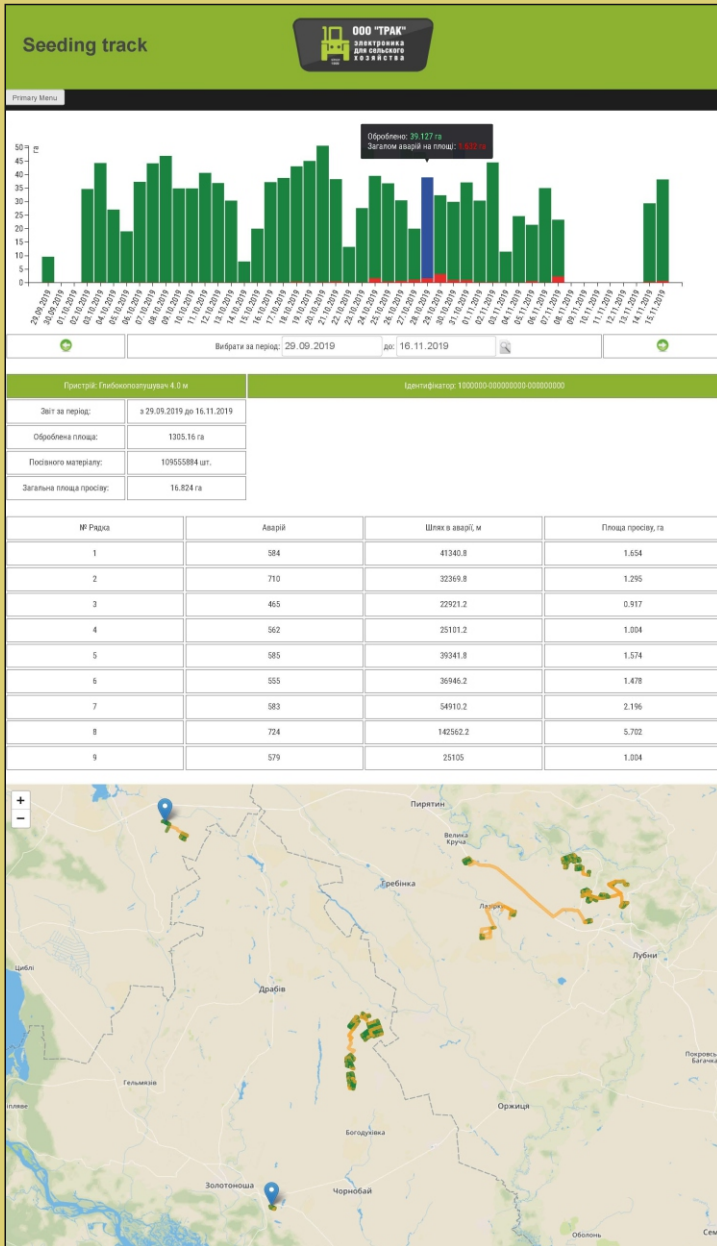 Seeding track
ООО "ТРАК"
электроника
для сельского
хозяйства
Primary Menu
Оброблено: 39.127 га
Загалом аварій на площі: га
га
50
45
40
35
30
25
20
15
10
5
0
29.09.2019
30.09.2019
01.10.2019
02.10.2019
03.10.2019
04.10.2019
05.10.2019
06.10.2019
07.10.2019
08.10.2019
09.10.2019
10.10.2019
11.10.2019
12.10.2019
13.10.2019
14.10.2019
15.10.2019
16.10.2019
17.10.2019
18.10.2019
19.10.2019
20.10.2019
21.10.2019
22.10.2019
23.10.2019
24.10.2019
25.10.2019
26.10.2019
27.10.2019
28.10.2019
29.10.2019
30.10.2019
31.10.2019
01.11.2019
02.11.2019
03.11.2019
04.11.2019
05.11.2019
06.11.2019
07.11.2019
08.11.2019
09.11.2019
10.11.2019
11.11.2019
12.11.2019
13.11.2019
14.11.2019
15.11.2019
Вибрати за період: 29.09.2019 до: 16.11.2019
Пристрій: Глибокопозпушувач 4.0 м Ідентифікатор: 1000000-000000000-000000000
Звіт за період: з 29.09.2019 до 16.11.2019
Оброблена площа: 1305.16 га
Посівного матеріалу: 109555884 шт.
Загальна площа просіву: 16.824 га
№ Рядка Аварій Шлях в аварії, м Площа просіву, га
1 584 41340.8 1.654
2 710 32369.8 1.295
3 465 22921.2 0.917
4 562 25101.2 1.004
5 585 39341.8 1.574
6 555 36946.2 1.478
7 583 54910.2 2.196
8 724 142562.2 5.702
9 579 25105 1.004
+
−
Пирятин
Велика
Круча
Гребінка
Лубни
Циблі
Драбів
Покровсь
Багачка
Гельмязів
Оржиця
Богодухівка
Золотоноша
Чорнобай
Оболонь
Сем